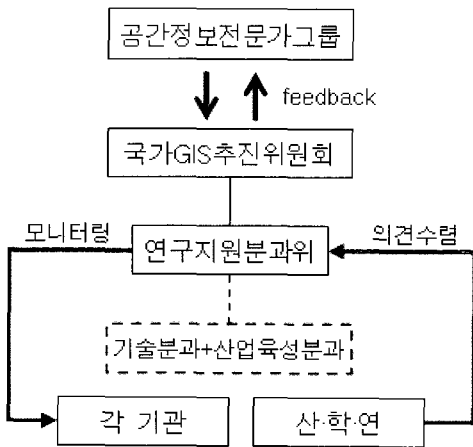 공간정보전문가그룹
feedback
국가GIS추진위원회
모니터링
연구지원분과위
의견수렴
기술분과+산업육성분과
각 기관
산·학·연